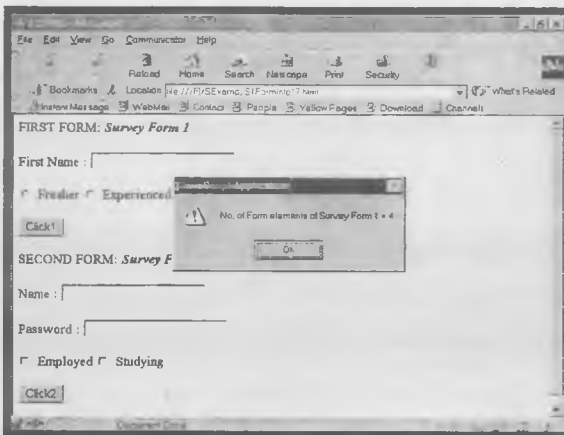 File Edit View Go Communicator Help
Reload Home Search Netscape Print Security
Bookmarks Location What's Related
Instant Message WebMail Contact People Yellow Pages Download Channels
FIRST FORM: Survey Form 1
First Name :
Fresher Experienced
Click1
No. of Form elements of Survey Form 1 = 4
OK
SECOND FORM: Survey F
Name :
Password :
Employed Studying
Click2
Document Done